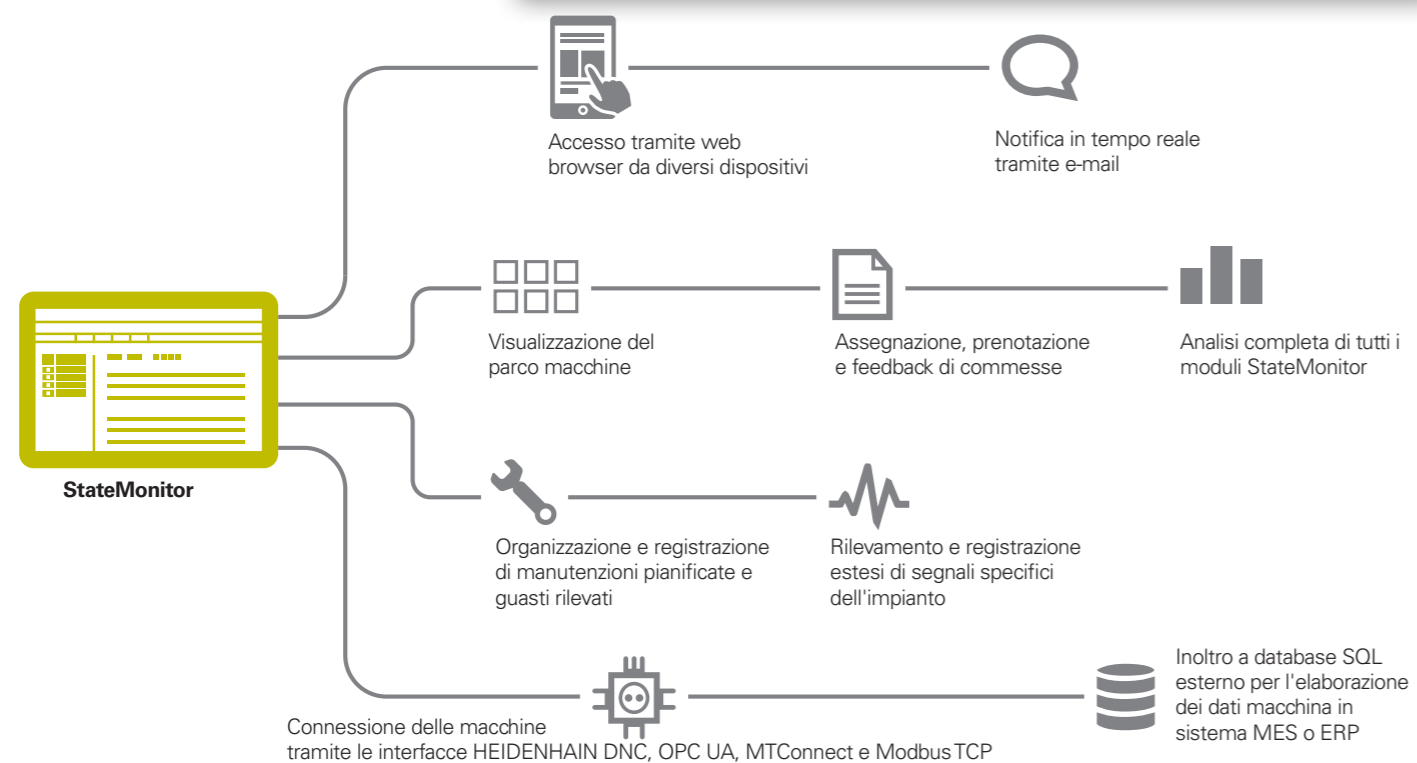 Accesso tramite web
browser da diversi dispositivi
Notifica in tempo reale
tramite e-mail
Visualizzazione del
parco macchine
Assegnazione, prenotazione
e feedback di commesse
Analisi completa di tutti i
moduli StateMonitor
StateMonitor
Organizzazione e registrazione
di manutenzioni pianificate e
guasti rilevati
Rilevamento e registrazione
estesi di segnali specifici
dell'impianto
Connessione delle macchine
tramite le interfacce HEIDENHAIN DNC, OPC UA, MTConnect e Modbus TCP
Inoltro a database SQL
esterno per l'elaborazione
dei dati macchina in
sistema MES o ERP